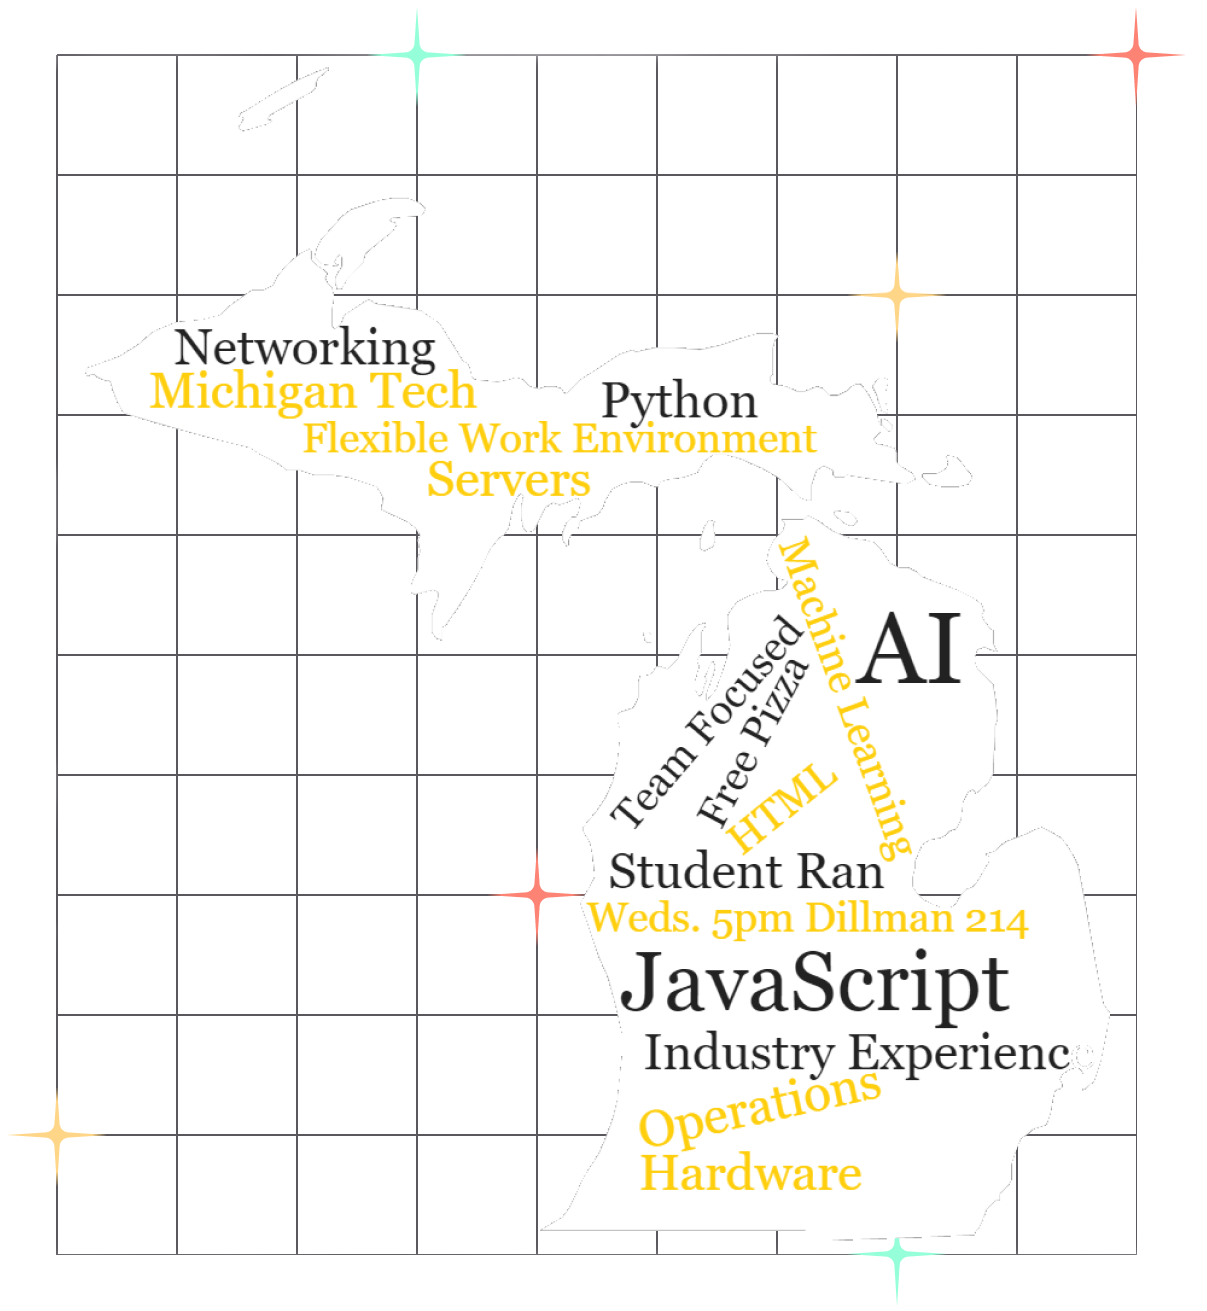 Networking
Michigan Tech
Python
Flexible Work Environment
Servers
Machine Learning
AI
Team Focused
Free Pizza
HTML
Student Ran
Weds. 5pm Dillman 214
JavaScript
Industry Experienc
Operations
Hardware